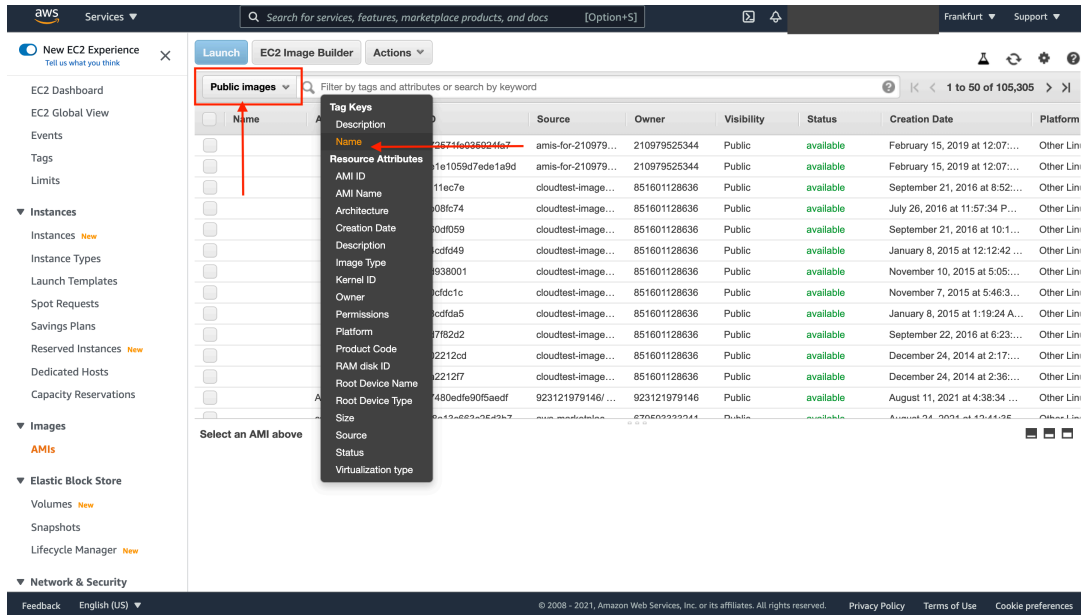 aws Services ▼ Search for services, features, marketplace products, and docs [Option+S] Frankfurt ▼ Support ▼
New EC2 Experience
Tell us what you think
EC2 Dashboard
EC2 Global View
Events
Tags
Limits
▼ Instances
Instances New
Instance Types
Launch Templates
Spot Requests
Savings Plans
Reserved Instances New
Dedicated Hosts
Capacity Reservations
▼ Images
AMIs
▼ Elastic Block Store
Volumes New
Snapshots
Lifecycle Manager New
▼ Network & Security
Launch EC2 Image Builder Actions
Public images Filter by tags and attributes or search by keyword 1 to 50 of 105,305
Tag Keys
Description
Name
Resource Attributes
AMI ID
AMI Name
Architecture
Creation Date
Description
Image Type
Kernel ID
Owner
Permissions
Platform
Product Code
RAM disk ID
Root Device Name
Root Device Type
Size
Source
Status
Virtualization type
Name A D Source Owner Visibility Status Creation Date Platform
amis-for-210979... 210979525344 Public available February 15, 2019 at 12:07:... Other Lin
e1e1059d7ede1a9d amis-for-210979... 210979525344 Public available February 15, 2019 at 12:07:... Other Lin
11ec7e cloudtest-image... 851601128636 Public available September 21, 2016 at 8:52:... Other Lin
08fc74 cloudtest-image... 851601128636 Public available July 26, 2016 at 11:57:34 P... Other Lin
0df059 cloudtest-image... 851601128636 Public available September 21, 2016 at 10:1... Other Lin
cdfd49 cloudtest-image... 851601128636 Public available January 8, 2015 at 12:12:42 ... Other Lin
938001 cloudtest-image... 851601128636 Public available November 10, 2015 at 5:05:... Other Lin
cfdc1c cloudtest-image... 851601128636 Public available November 7, 2015 at 5:46:3... Other Lin
cdfda5 cloudtest-image... 851601128636 Public available January 8, 2015 at 1:19:24 A... Other Lin
7f82d2 cloudtest-image... 851601128636 Public available September 22, 2016 at 6:23:... Other Lin
2212cd cloudtest-image... 851601128636 Public available December 24, 2014 at 2:17:... Other Lin
2212f7 cloudtest-image... 851601128636 Public available December 24, 2014 at 2:36:... Other Lin
A 480edfe90f5aedf 923121979146/... 923121979146 Public available August 11, 2021 at 4:38:34 ... Other Lin
Select an AMI above
Feedback English (US) ▼ © 2008 - 2021, Amazon Web Services, Inc. or its affiliates. All rights reserved. Privacy Policy Terms of Use Cookie preferences